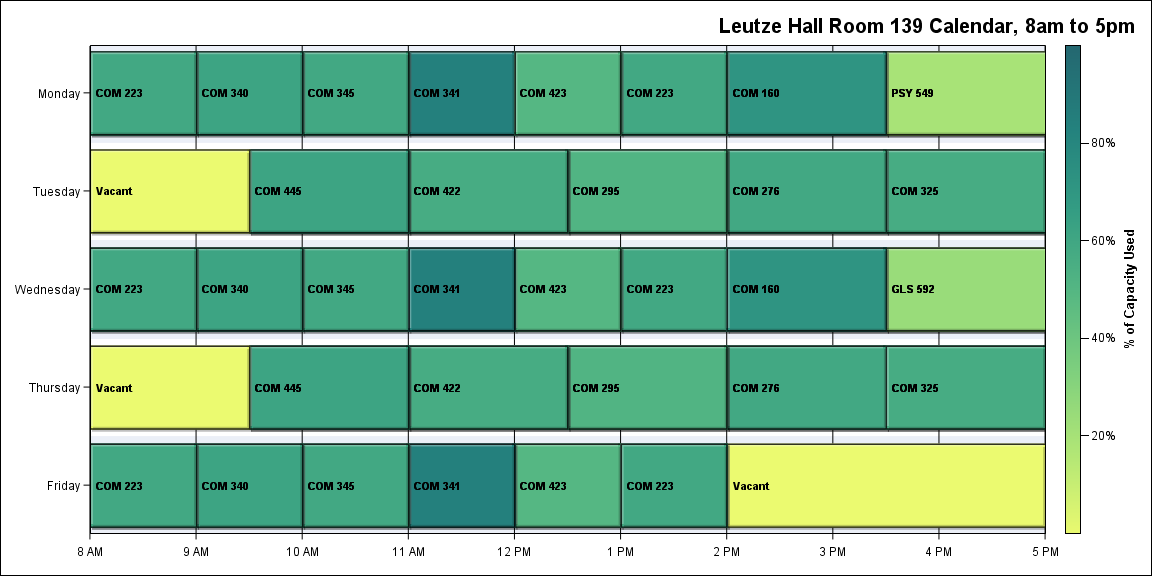 Leutze Hall Room 139 Calendar, 8am to 5pm
Monday
COM 223
COM 340
COM 345
COM 341
COM 423
COM 223
COM 160
PSY 549
Tuesday
Vacant
COM 445
COM 422
COM 295
COM 276
COM 325
Wednesday
COM 223
COM 340
COM 345
COM 341
COM 423
COM 223
COM 160
GLS 592
Thursday
Vacant
COM 445
COM 422
COM 295
COM 276
COM 325
Friday
COM 223
COM 340
COM 345
COM 341
COM 423
COM 223
Vacant
8 AM
9 AM
10 AM
11 AM
12 PM
1 PM
2 PM
3 PM
4 PM
5 PM
80%
60%
40%
20%
% of Capacity Used